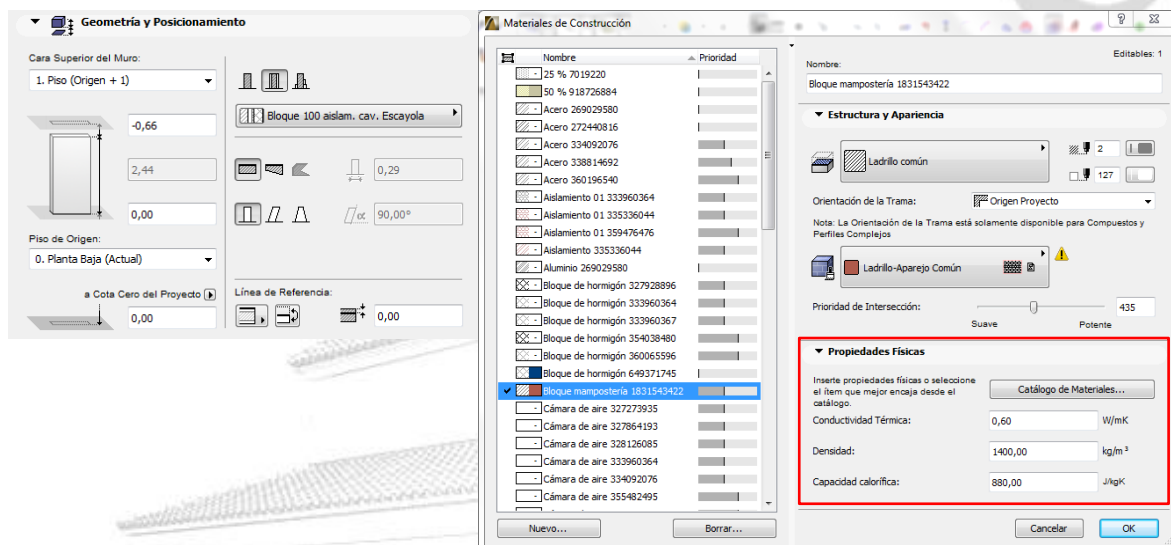 Geometría y Posicionamiento
Cara Superior del Muro:
1. Piso (Origen + 1)
-0,66
2,44
0,00
Piso de Origen:
0. Planta Baja (Actual)
a Cota Cero del Proyecto
0,00
Bloque 100 aislam. cav. Escayola
0,29
α
90,00°
Línea de Referencia:
0,00
Materiales de Construcción
Nombre
Prioridad
25 % 7019220
50 % 918726884
Acero 269029580
Acero 272440816
Acero 334092076
Acero 338814692
Acero 360196540
Aislamiento 01 333960364
Aislamiento 01 335336044
Aislamiento 01 359476476
Aislamiento 335336044
Aluminio 269029580
Bloque de hormigón 327928896
Bloque de hormigón 333960364
Bloque de hormigón 333960367
Bloque de hormigón 354038480
Bloque de hormigón 360065596
Bloque de hormigón 649371745
Bloque mampostería 1831543422
Cámara de aire 327273935
Cámara de aire 327864193
Cámara de aire 328126085
Cámara de aire 333960364
Cámara de aire 334092076
Cámara de aire 355482495
Nuevo...
Borrar...
Editables: 1
Nombre:
Bloque mampostería 1831543422
Estructura y Apariencia
Ladrillo común
2
127
Orientación de la Trama:
Origen Proyecto
Nota: La Orientación de la Trama está solamente disponible para Compuestos y
Perfiles Complejos
Ladrillo-Aparejo Común
Prioridad de Intersección:
435
Suave
Potente
Propiedades Físicas
Inserte propiedades físicas o seleccione
el ítem que mejor encaja desde el
catálogo.
Catálogo de Materiales...
Conductividad Térmica:
0,60
W/mK
Densidad:
1400,00
kg/m³
Capacidad calorífica:
880,00
J/kgK
Cancelar
OK